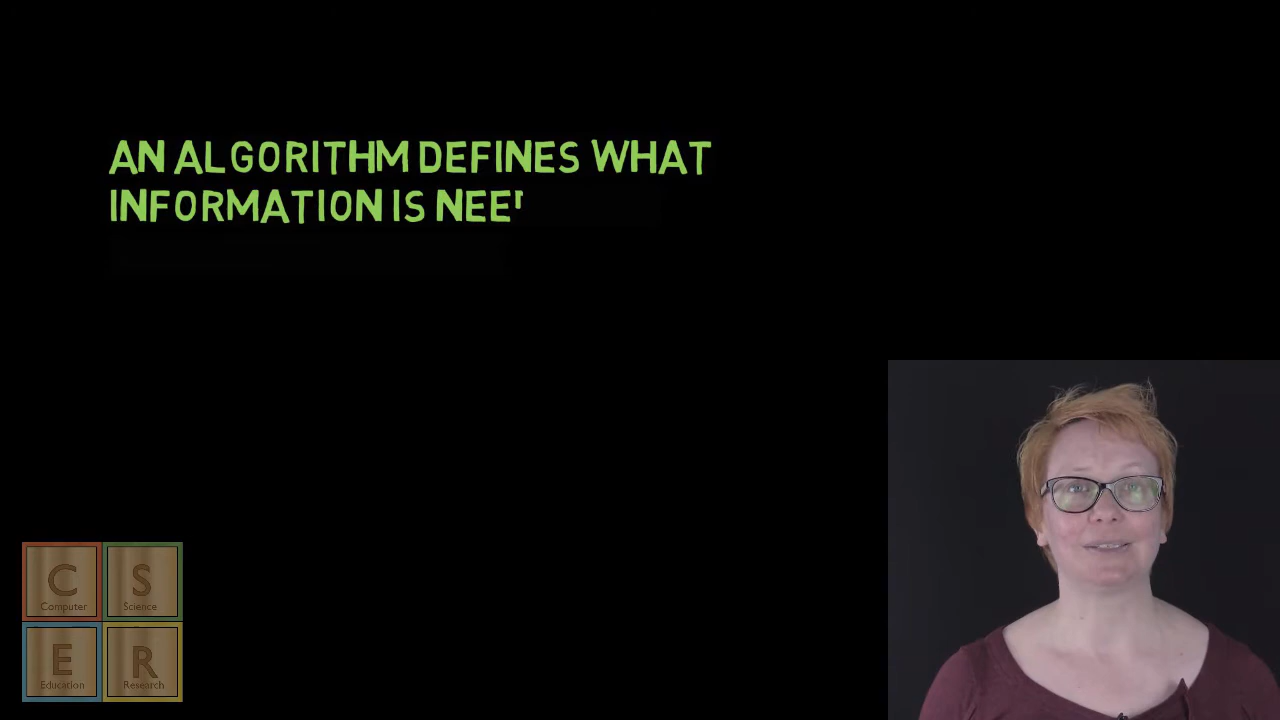 AN ALGORITHM DEFINES WHAT
INFORMATION IS NEE
C
Computer
S
Science
E
Education
R
Research